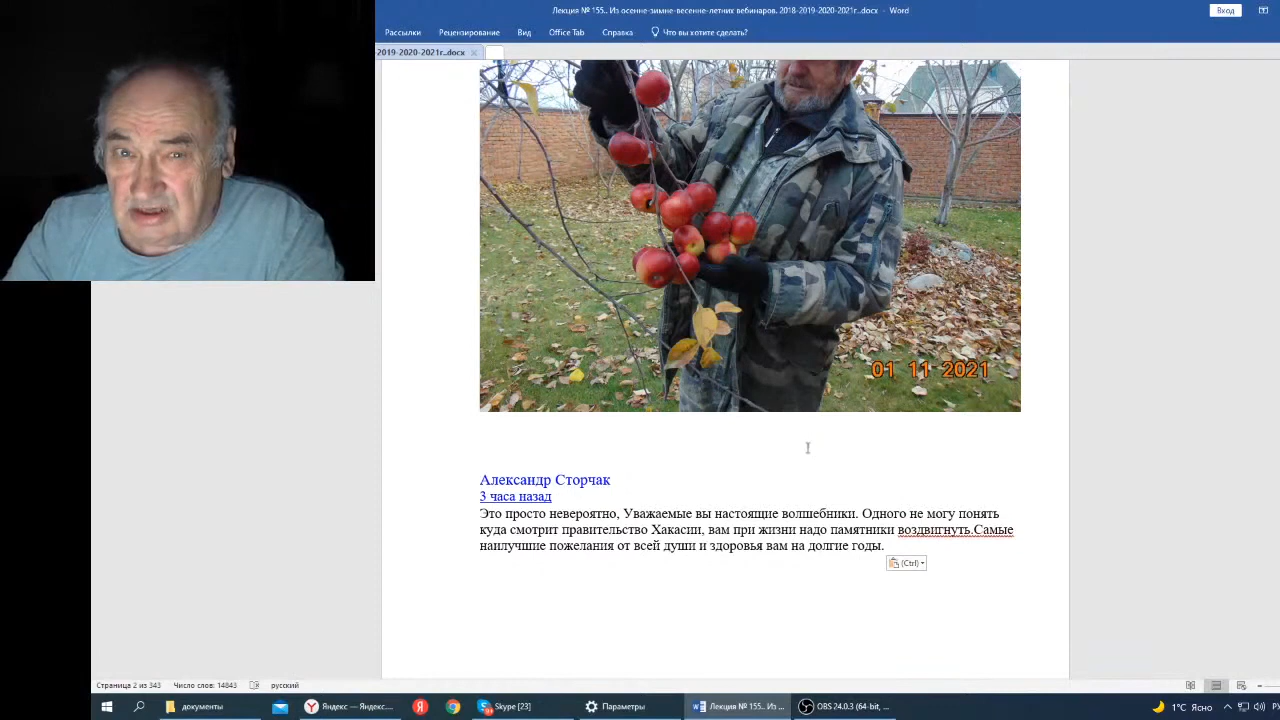 Лекция № 155.. Из осенне-зимне-весенне-летних вебинаров. 2018-2019-2020-2021г...docx - Word
Вход
Рассылки Рецензирование Вид Office Tab Справка Что вы хотите сделать?
2019-2020-2021г...docx
01 11 2021
Александр Сторчак
3 часа назад
Это просто невероятно, Уважаемые вы настоящие волшебники. Одного не могу понять
куда смотрит правительство Хакасии, вам при жизни надо памятники воздвигнуть.Самые
наилучшие пожелания от всей души и здоровья вам на долгие годы.
(Ctrl)
Страница 2 из 343 Число слов: 14843 русский
документы Яндекс — Яндекс.... Skype [23] Параметры Лекция № 155.. Из ... OBS 24.0.3 (64-bit, ... 1°C Ясно